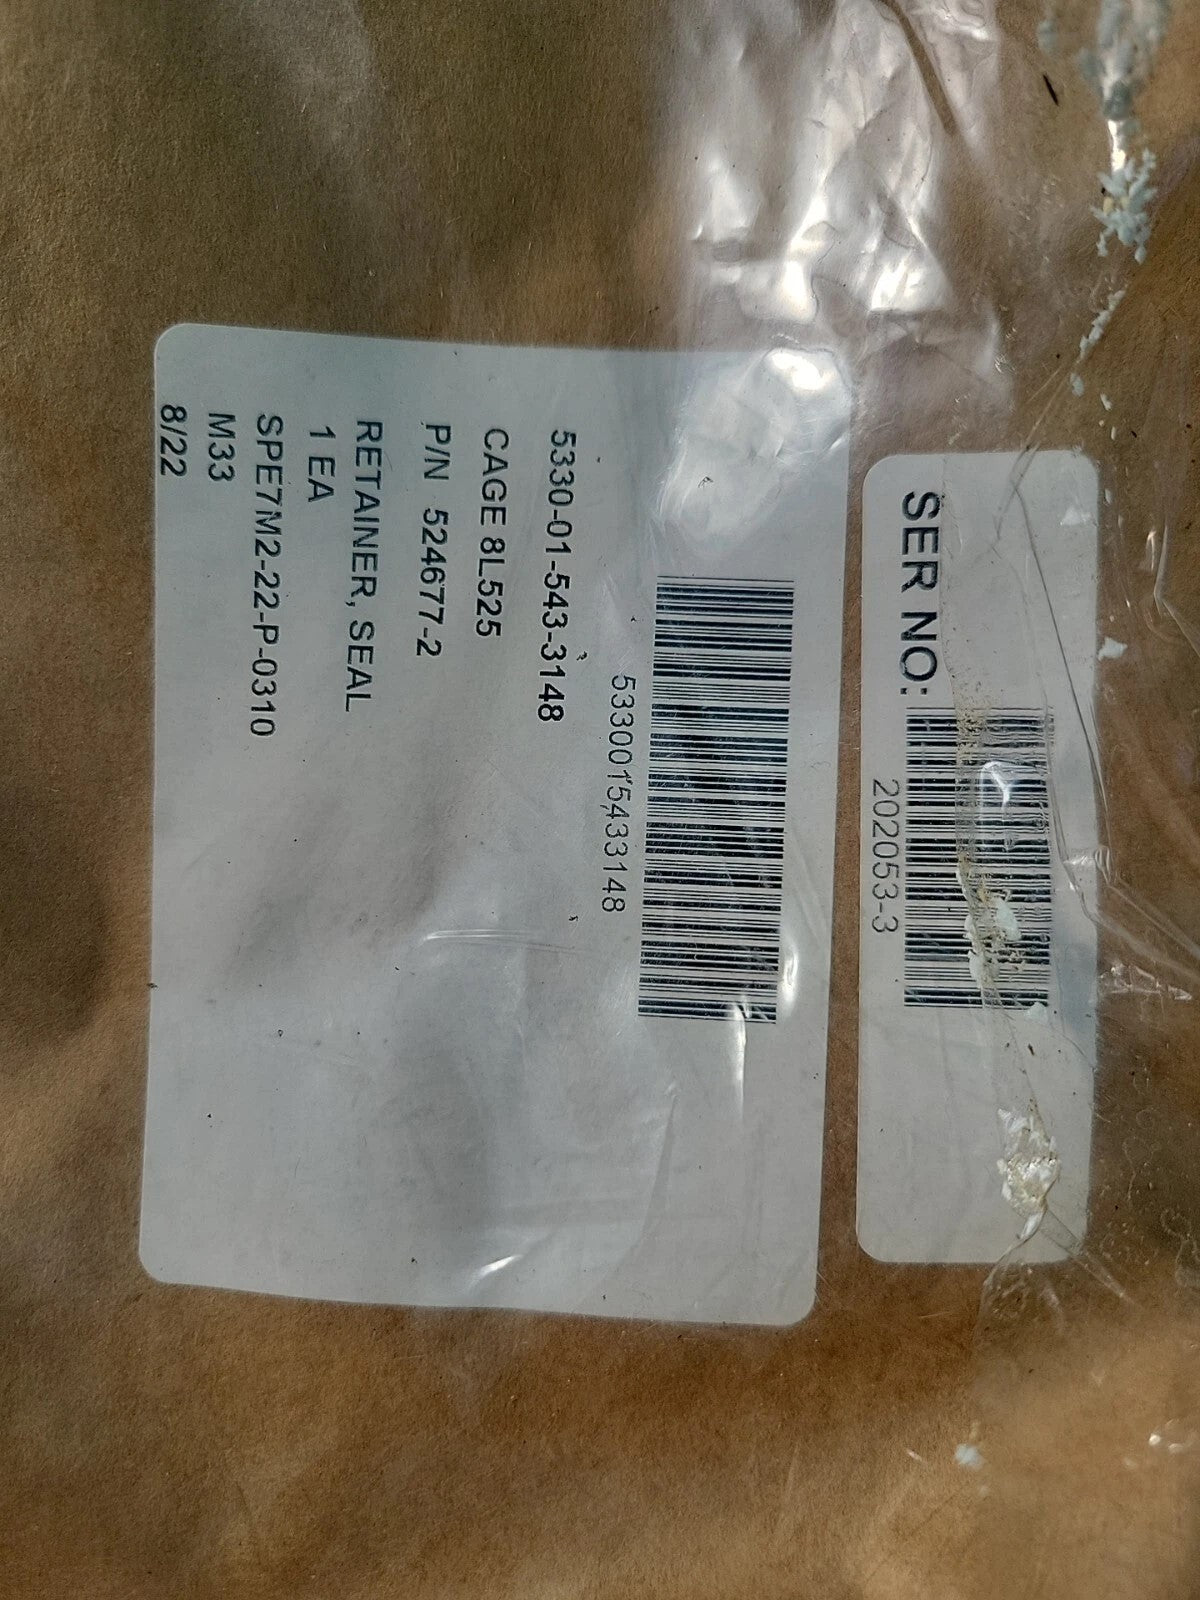 SER NO:
202053-3
5330015433148
5330-01-543-3148
CAGE 8L525
P/N 524677-2
RETAINER, SEAL
1 EA
SPE7M2-22-P-0310
M33
8/22